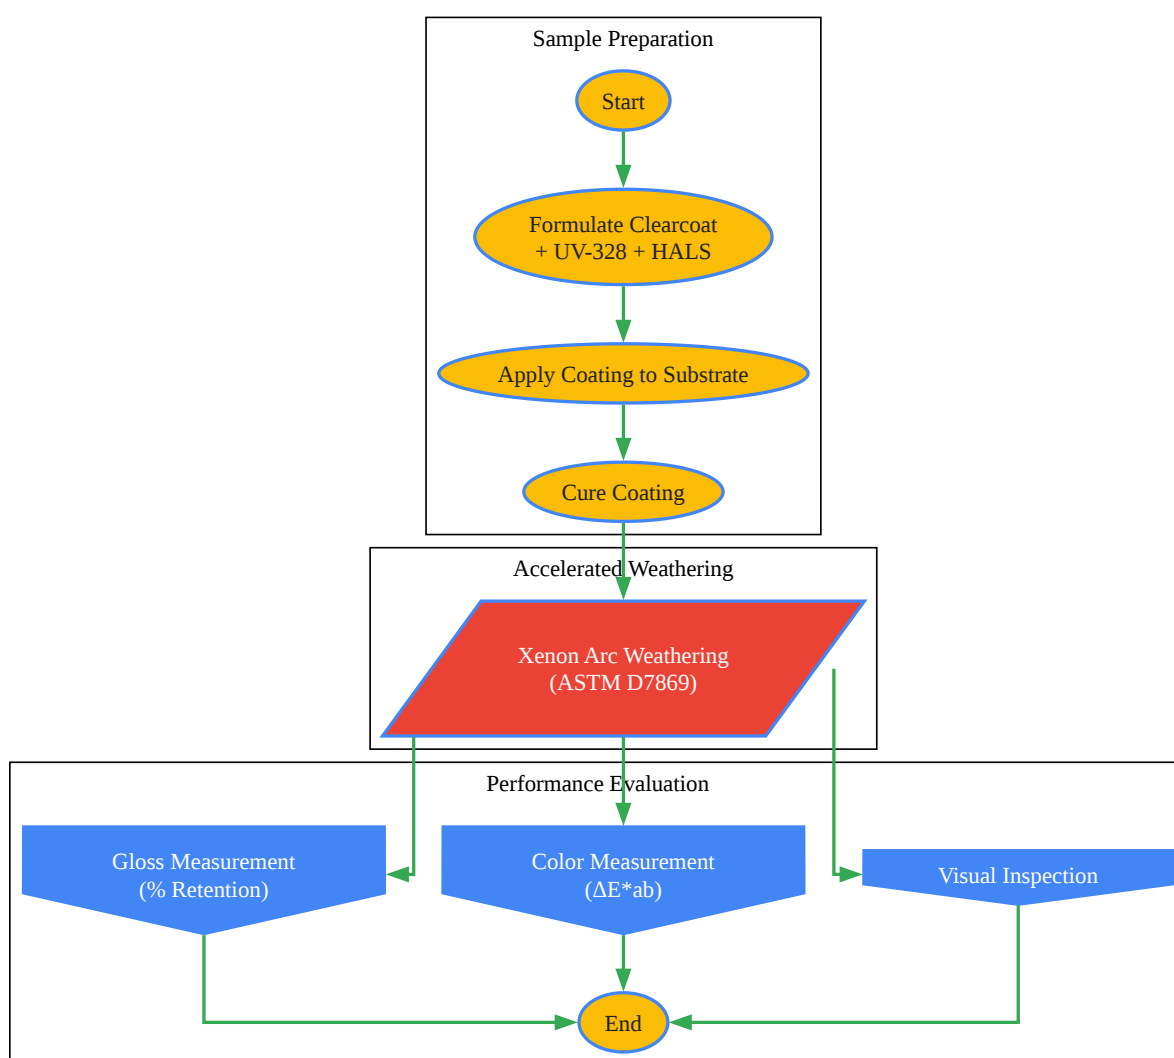 Sample Preparation
Start
Formulate Clearcoat
+ UV-328 + HALS
Apply Coating to Substrate
Cure Coating
Accelerated Weathering
Xenon Arc Weathering
(ASTM D7869)
Performance Evaluation
Gloss Measurement
(% Retention)
Color Measurement
(ΔE*ab)
Visual Inspection
End